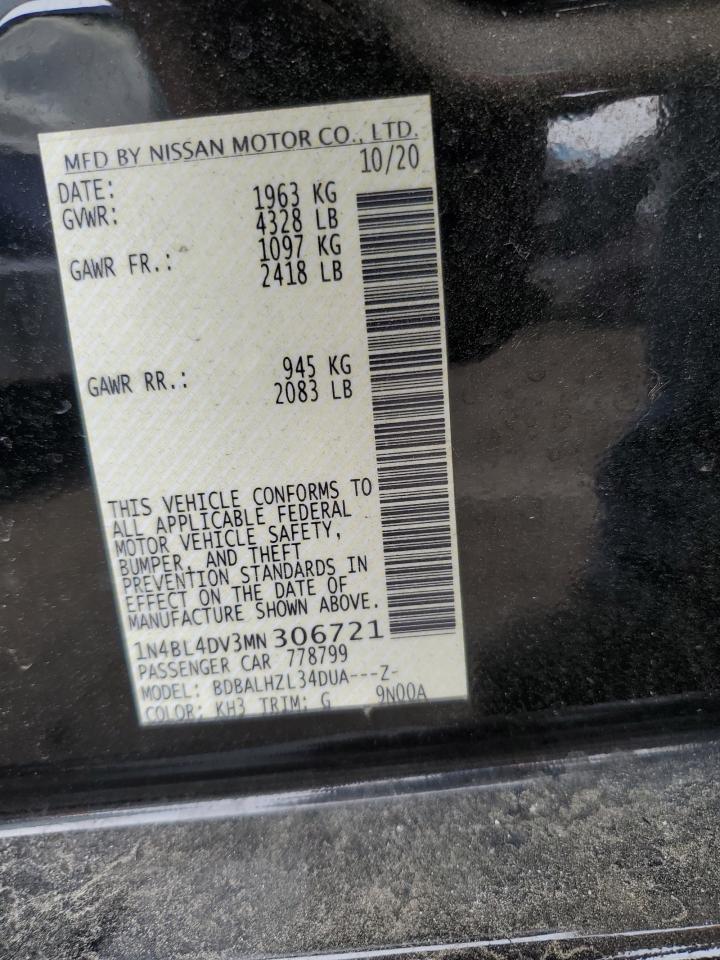 MFD BY NISSAN MOTOR CO., LTD.
DATE: 10/20
GVWR: 1963 KG
4328 LB
GAWR FR.: 1097 KG
2418 LB
GAWR RR.: 945 KG
2083 LB
THIS VEHICLE CONFORMS TO
ALL APPLICABLE FEDERAL
MOTOR VEHICLE SAFETY,
BUMPER, AND THEFT
PREVENTION STANDARDS IN
EFFECT ON THE DATE OF
MANUFACTURE SHOWN ABOVE.
1N4BL4DV3MN306721
PASSENGER CAR 778799
MODEL: BDBALHZL34DUA---Z-
COLOR: KH3 TRIM: G 9N00A